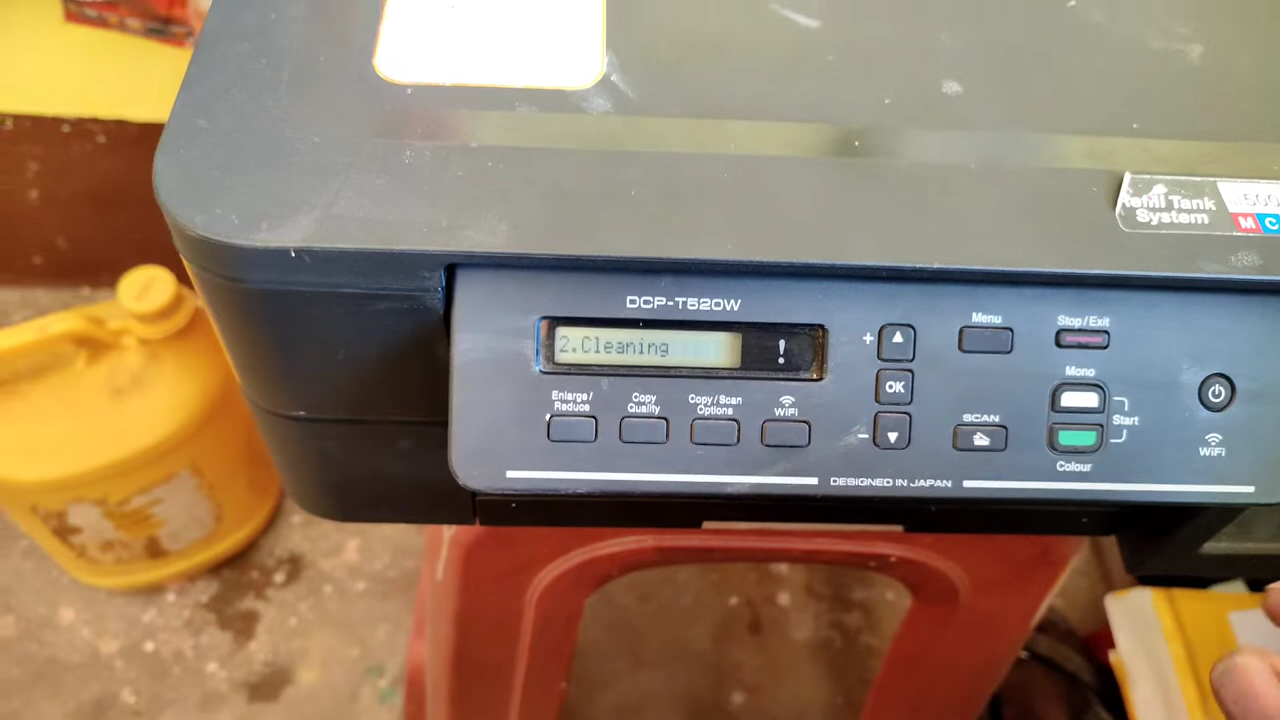 Refill Tank
System
500
M C
DCP-T520W
2.Cleaning
!
Enlarge/
Reduce
Copy
Quality
Copy/Scan
Options
WiFi
+
OK
-
Menu
Stop/Exit
Mono
SCAN
Start
Colour
WiFi
DESIGNED IN JAPAN